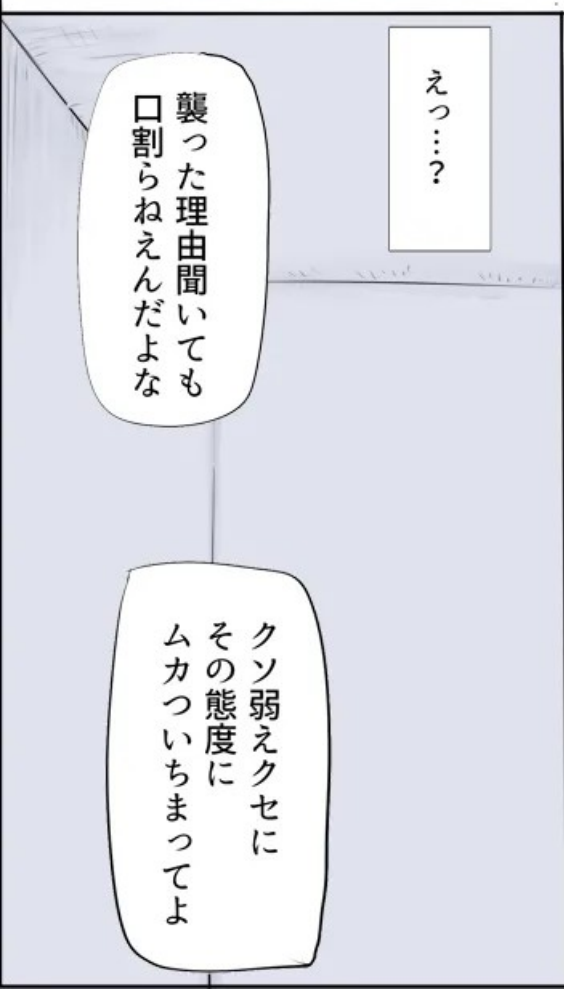 えっ…?
襲った理由聞いても
口割らねえんだよな
クソ弱えクセに
その態度に
ムカついちまってよ